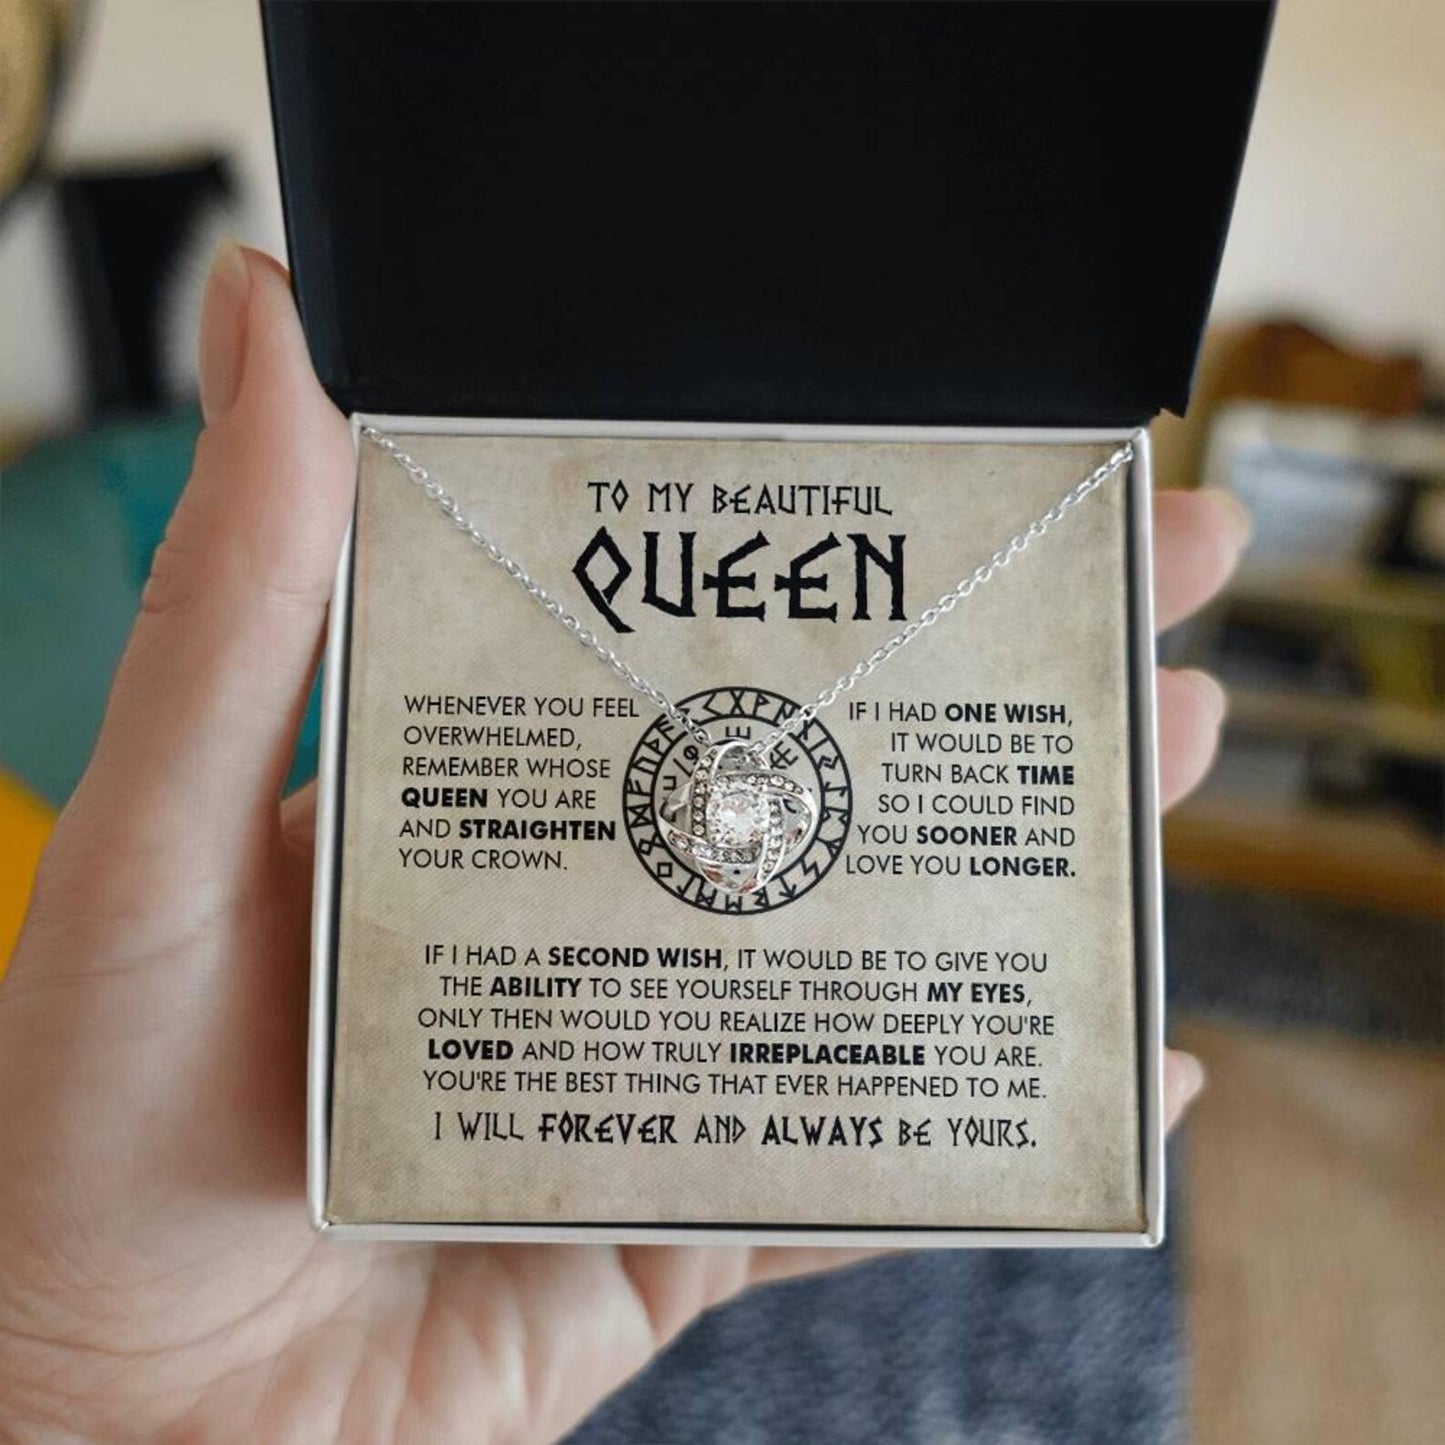 TO MY BEAUTIFUL
QUEEN
WHENEVER YOU FEEL
OVERWHELMED,
REMEMBER WHOSE
QUEEN YOU ARE
AND STRAIGHTEN
YOUR CROWN.
IF I HAD ONE WISH,
IT WOULD BE TO
TURN BACK TIME
SO I COULD FIND
YOU SOONER AND
LOVE YOU LONGER.
IF I HAD A SECOND WISH, IT WOULD BE TO GIVE YOU
THE ABILITY TO SEE YOURSELF THROUGH MY EYES,
ONLY THEN WOULD YOU REALIZE HOW DEEPLY YOU'RE
LOVED AND HOW TRULY IRREPLACEABLE YOU ARE.
YOU'RE THE BEST THING THAT EVER HAPPENED TO ME.
I WILL FOREVER AND ALWAYS BE YOURS.